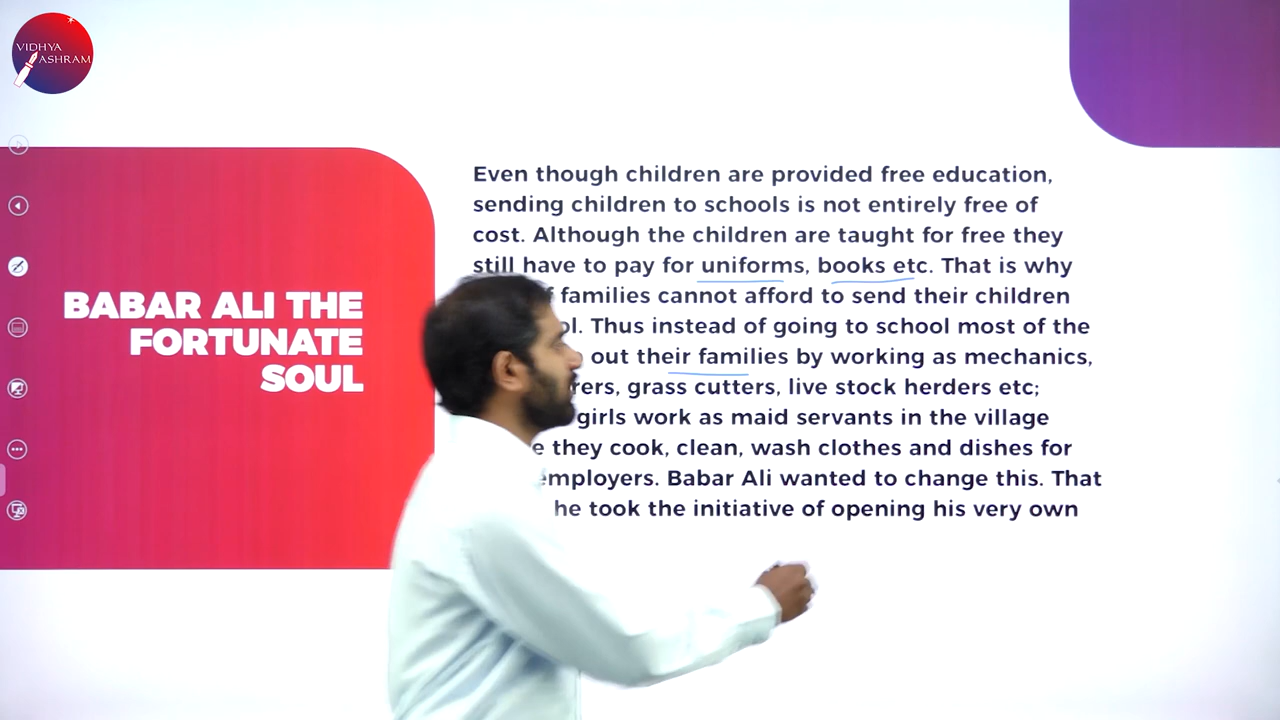 VIDHYA
ASHRAM
BABAR ALI THE
FORTUNATE
SOUL
Even though children are provided free education,
sending children to schools is not entirely free of
cost. Although the children are taught for free they
still have to pay for uniforms, books etc. That is why
families cannot afford to send their children
Thus instead of going to school most of the
out their families by working as mechanics,
grass cutters, live stock herders etc;
girls work as maid servants in the village
they cook, clean, wash clothes and dishes for
employers. Babar Ali wanted to change this. That
he took the initiative of opening his very own